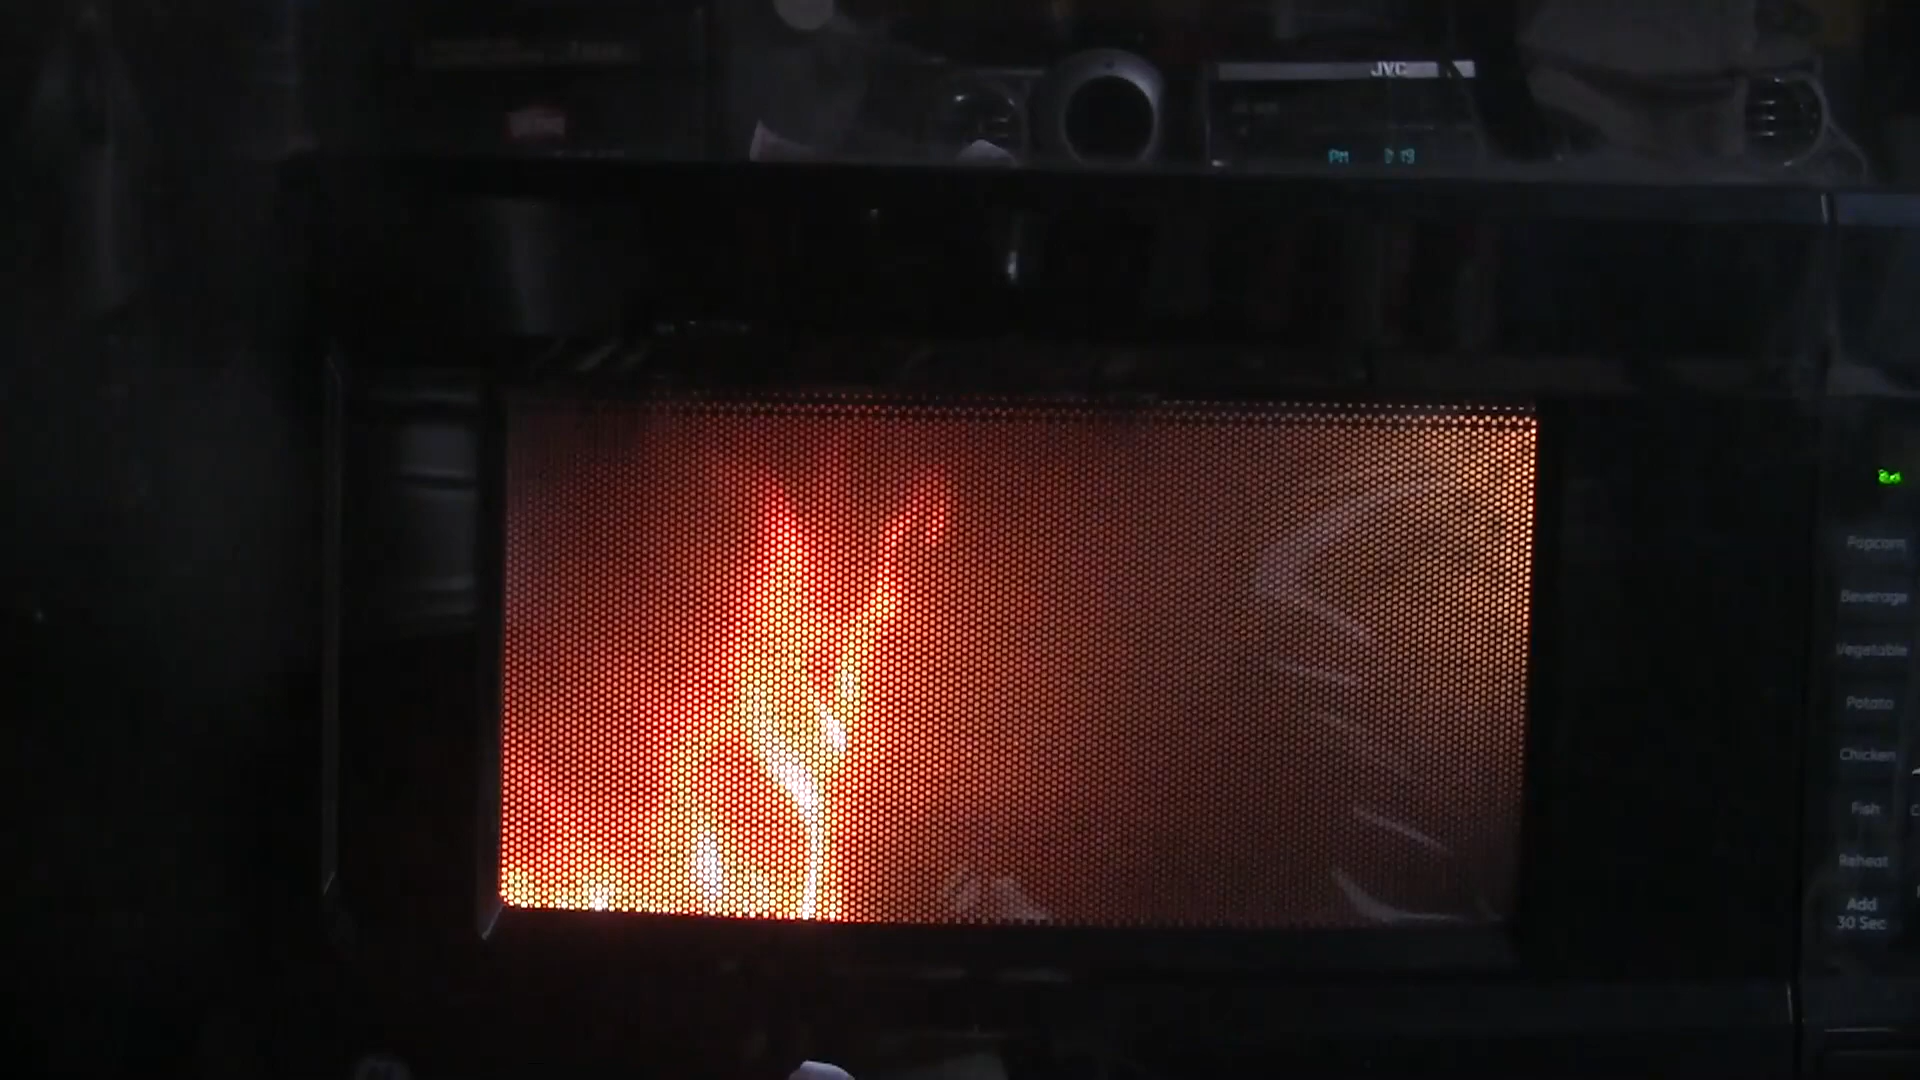 JVC
PM
Popcorn
Beverage
Vegetable
Potato
Chicken
Fish
Reheat
Add
30 Sec